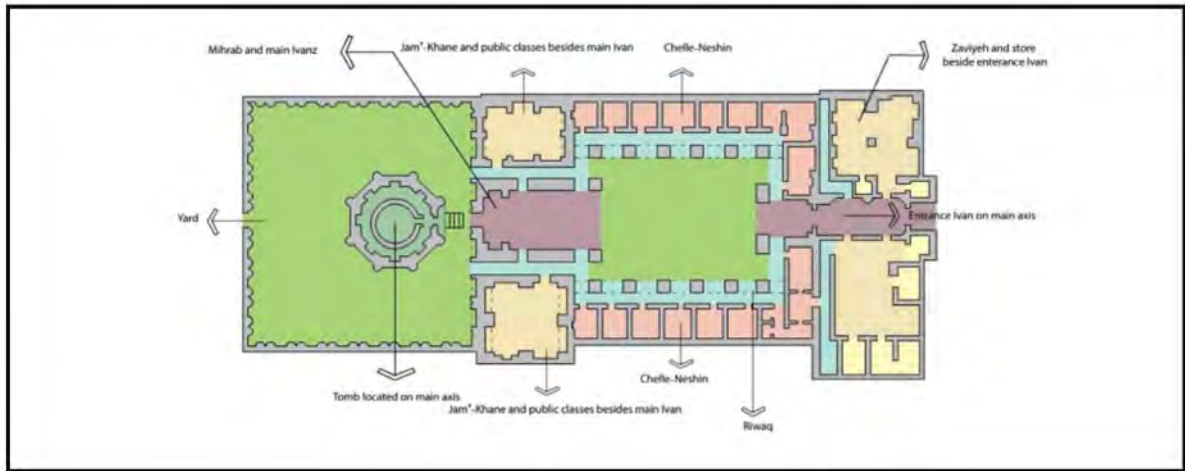 Mihrab and main Ivanz
Jam'-Khane and public classes besides main Ivan
Chelle-Neshin
Zaviyeh and store
beside enterance Ivan
Yard
Entrance Ivan on main axis
Tomb located on main axis
Jam'-Khane and public classes besides main Ivan
Chelle-Neshin
Riwaq